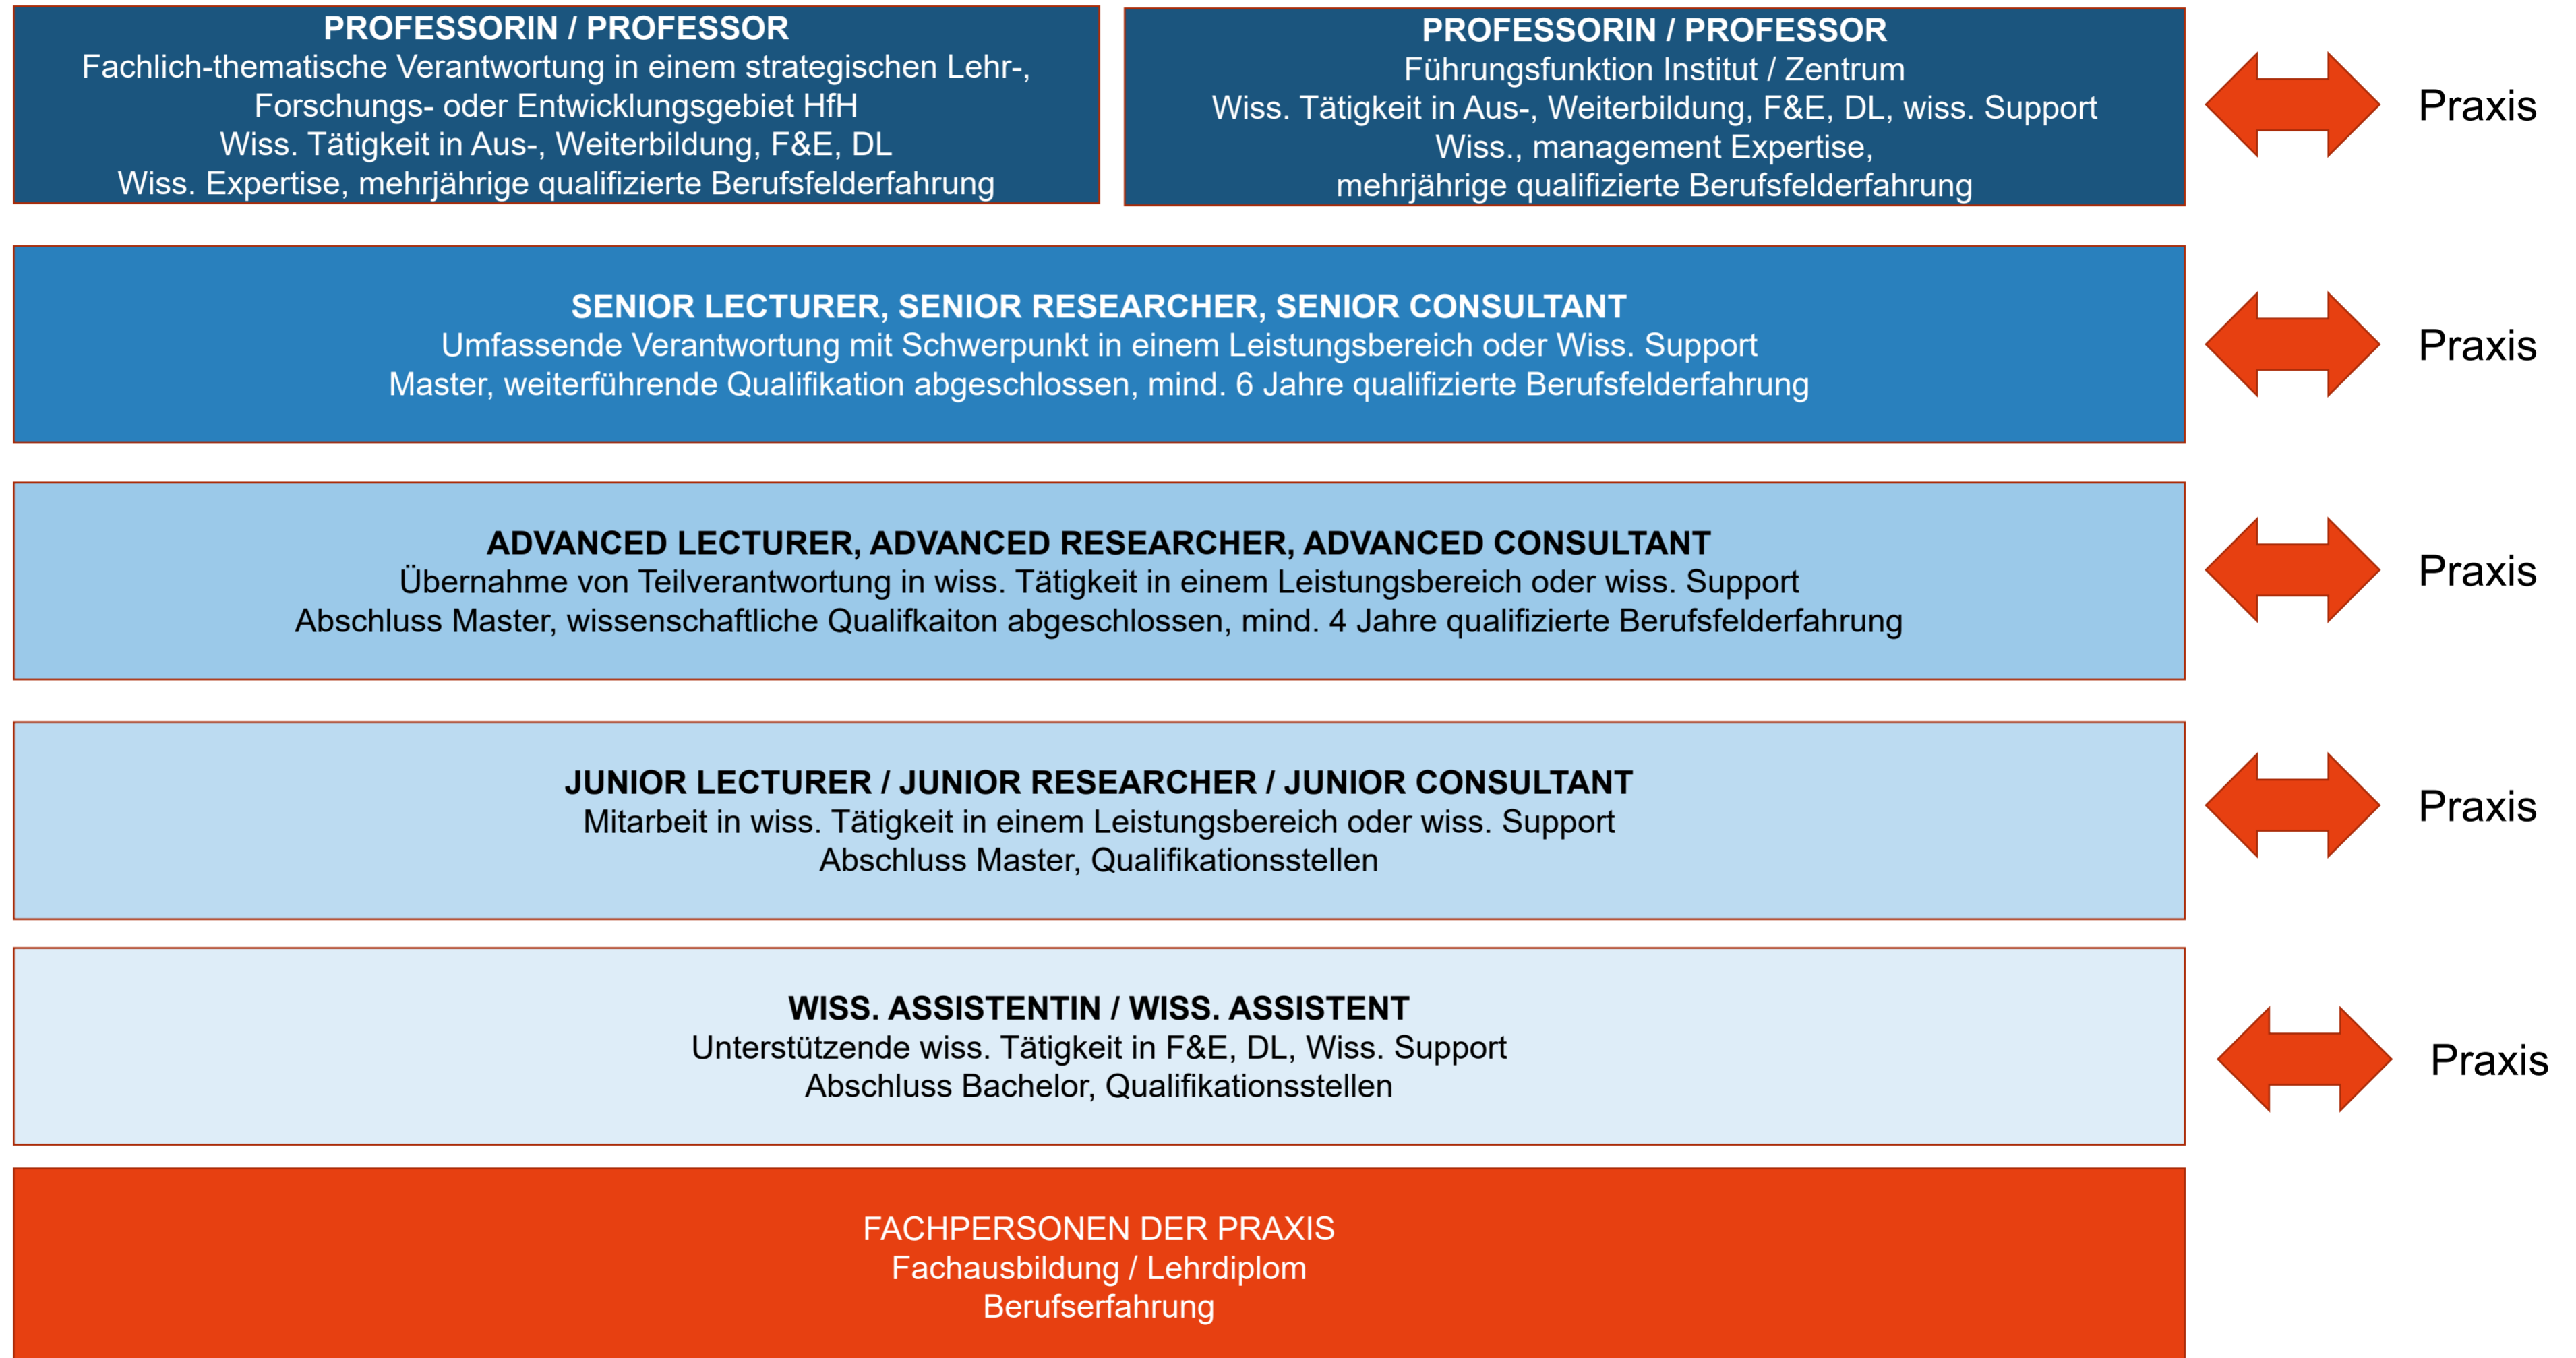 PROFESSORIN / PROFESSOR
Fachlich-thematische Verantwortung in einem strategischen Lehr-,
Forschungs- oder Entwicklungsgebiet HfH
Wiss. Tätigkeit in Aus-, Weiterbildung, F&E, DL
Wiss. Expertise, mehrjährige qualifizierte Berufsfelderfahrung
PROFESSORIN / PROFESSOR
Führungsfunktion Institut / Zentrum
Wiss. Tätigkeit in Aus-, Weiterbildung, F&E, DL, wiss. Support
Wiss., management Expertise,
mehrjährige qualifizierte Berufsfelderfahrung
Praxis
SENIOR LECTURER, SENIOR RESEARCHER, SENIOR CONSULTANT
Umfassende Verantwortung mit Schwerpunkt in einem Leistungsbereich oder Wiss. Support
Master, weiterführende Qualifikation abgeschlossen, mind. 6 Jahre qualifizierte Berufsfelderfahrung
Praxis
ADVANCED LECTURER, ADVANCED RESEARCHER, ADVANCED CONSULTANT
Übernahme von Teilverantwortung in wiss. Tätigkeit in einem Leistungsbereich oder wiss. Support
Abschluss Master, wissenschaftliche Qualifkaiton abgeschlossen, mind. 4 Jahre qualifizierte Berufsfelderfahrung
Praxis
JUNIOR LECTURER / JUNIOR RESEARCHER / JUNIOR CONSULTANT
Mitarbeit in wiss. Tätigkeit in einem Leistungsbereich oder wiss. Support
Abschluss Master, Qualifikationsstellen
Praxis
WISS. ASSISTENTIN / WISS. ASSISTENT
Unterstützende wiss. Tätigkeit in F&E, DL, Wiss. Support
Abschluss Bachelor, Qualifikationsstellen
Praxis
FACHPERSONEN DER PRAXIS
Fachausbildung / Lehrdiplom
Berufserfahrung